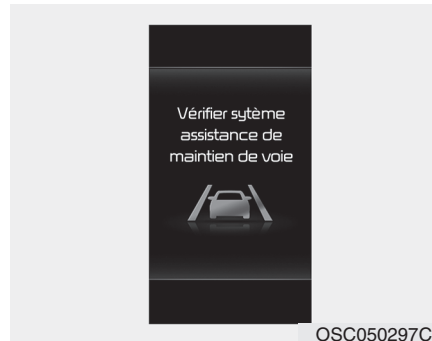 Vérifier sytème
assistance de
maintien de voie
OSC050297C